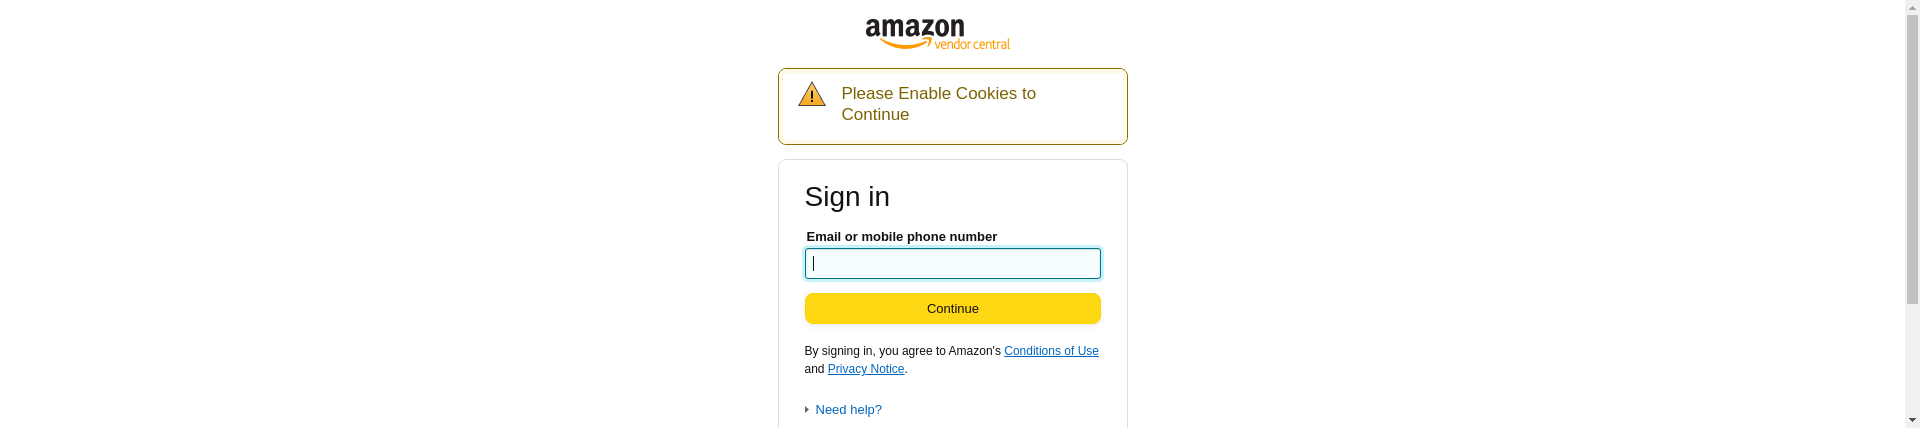 amazon
vendor central
Please Enable Cookies to
Continue
Sign in
Email or mobile phone number
Continue
By signing in, you agree to Amazon's Conditions of Use
and Privacy Notice.
Need help?